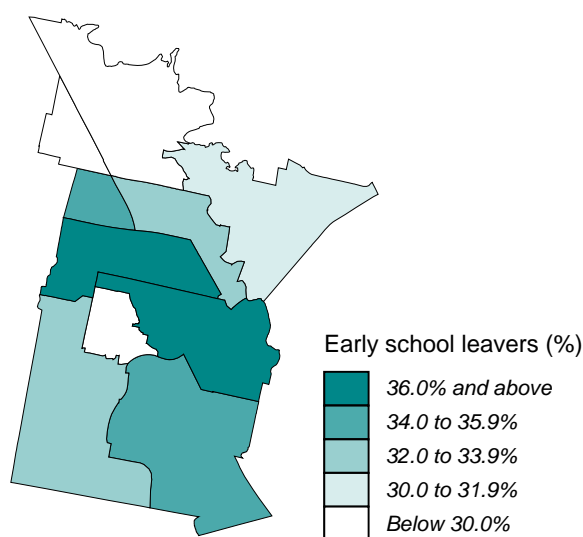 Early school leavers (%)
36.0% and above
34.0 to 35.9%
32.0 to 33.9%
30.0 to 31.9%
Below 30.0%